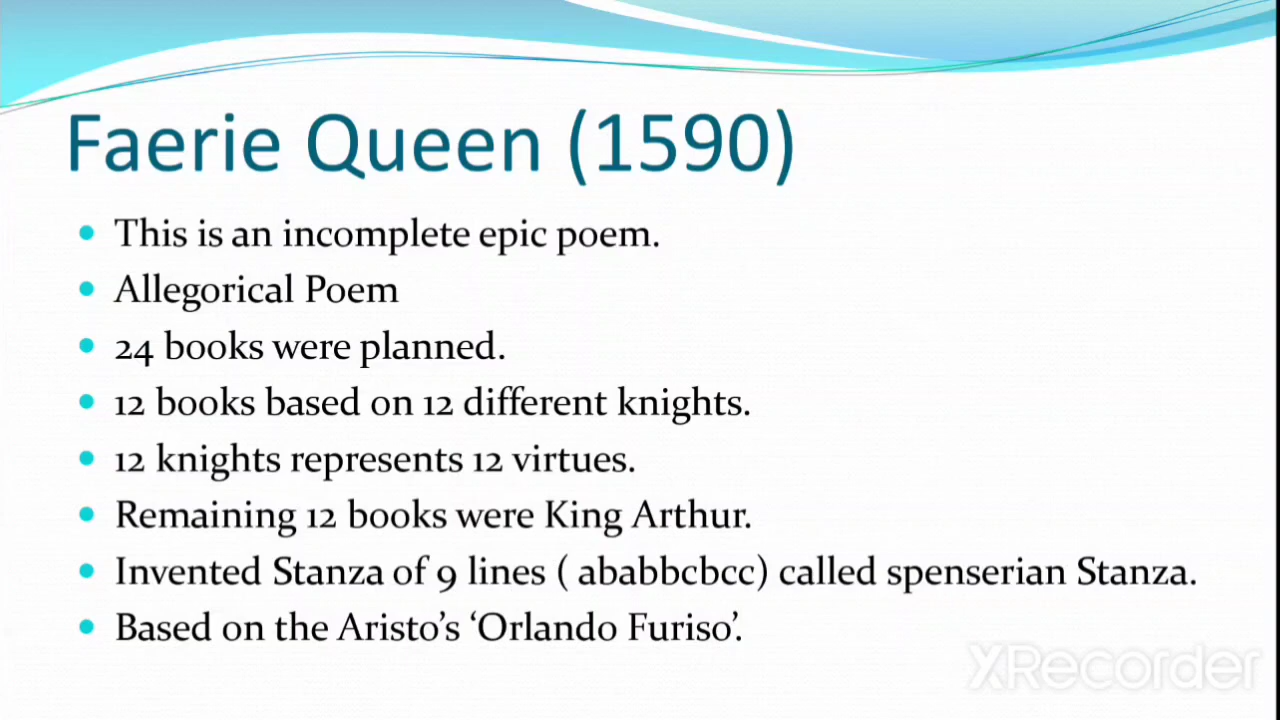 Faerie Queen (1590)
• This is an incomplete epic poem.
• Allegorical Poem
• 24 books were planned.
• 12 books based on 12 different knights.
• 12 knights represents 12 virtues.
• Remaining 12 books were King Arthur.
• Invented Stanza of 9 lines ( ababbcbcc) called spenserian Stanza.
• Based on the Aristo's ‘Orlando Furiso’.
XRecorder